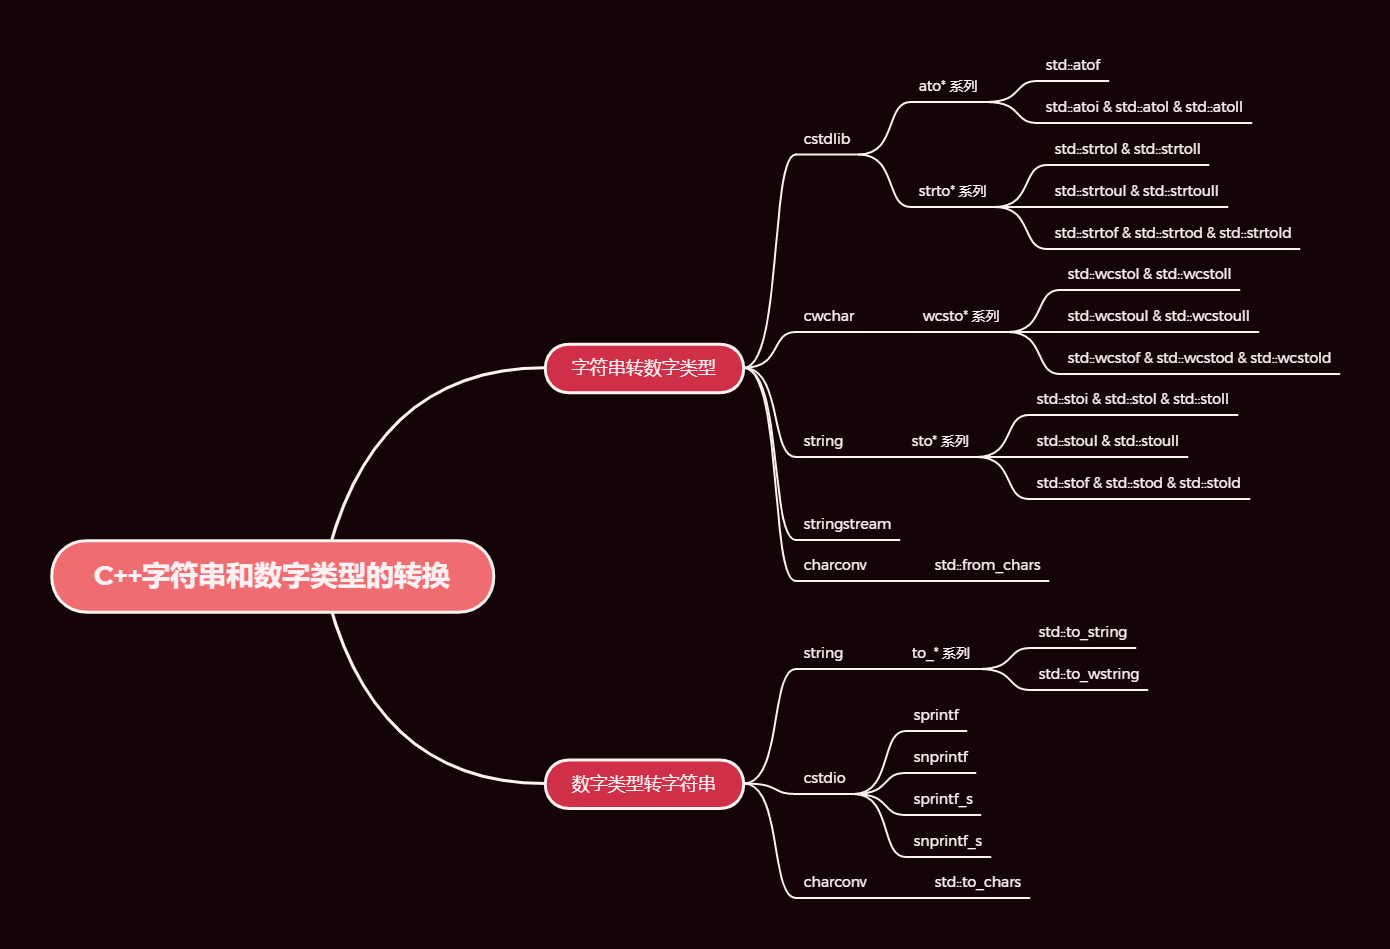 C++字符串和数字类型的转换
字符串转数字类型
cstdlib
ato* 系列
std::atof
std::atoi & std::atol & std::atoll
strto* 系列
std::strtol & std::strtoll
std::strtoul & std::strtoull
std::strtof & std::strtod & std::strtold
cwchar
wcsto* 系列
std::wcstol & std::wcstoll
std::wcstoul & std::wcstoull
std::wcstof & std::wcstod & std::wcstold
string
sto* 系列
std::stoi & std::stol & std::stoll
std::stoul & std::stoull
std::stof & std::stod & std::stold
stringstream
charconv
std::from_chars
数字类型转字符串
string
to_* 系列
std::to_string
std::to_wstring
cstdio
sprintf
snprintf
sprintf_s
snprintf_s
charconv
std::to_chars